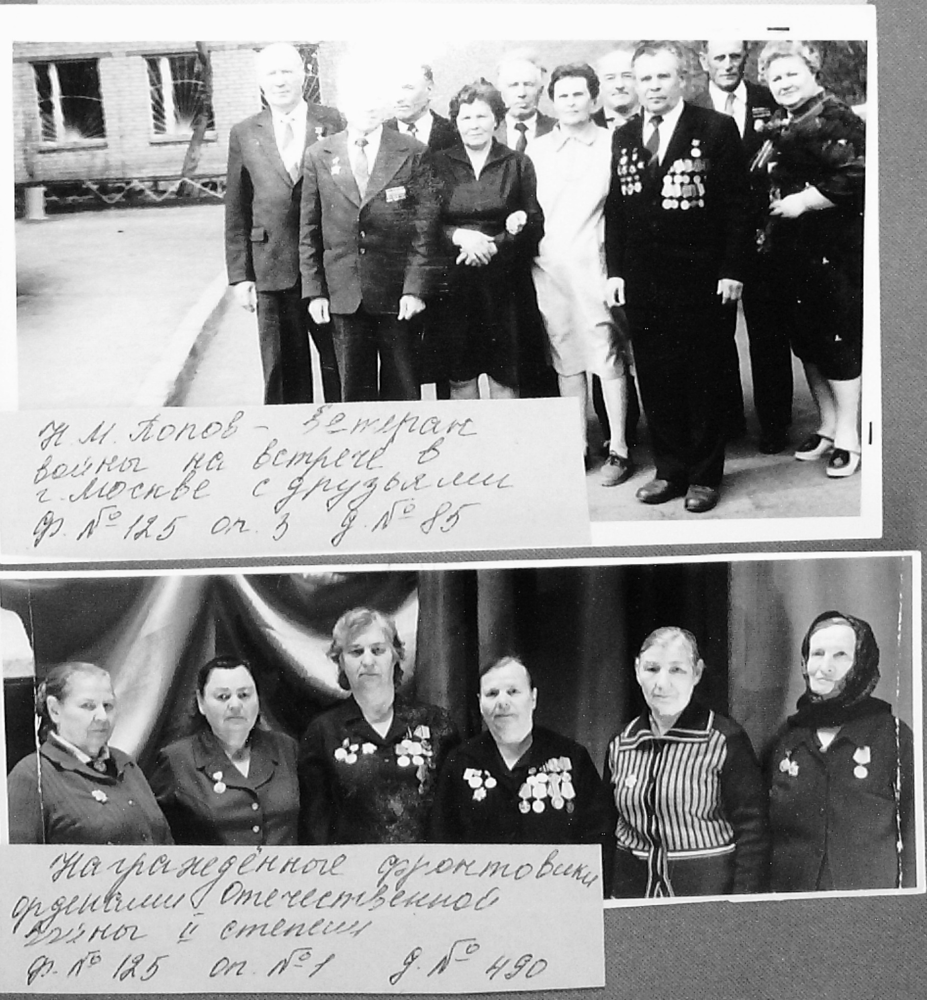 Н. М. Попов - Ветеран
войны на встрече в
г. Москве с друзьями
Ф. № 125 оп. 3 д. № 85
Награждённые фронтовики
орденами Отечественной
войны II степени
Ф. № 125 оп. № 1 д. № 490